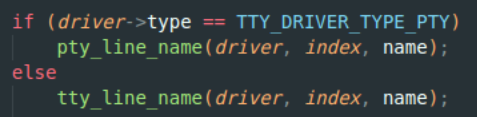 if (driver->type == TTY_DRIVER_TYPE_PTY)
    pty_line_name(driver, index, name);
else
    tty_line_name(driver, index, name);